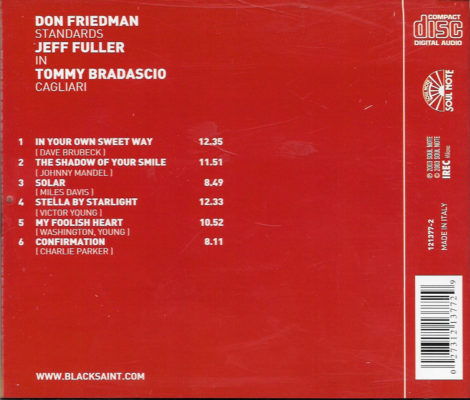 DON FRIEDMAN
STANDARDS
JEFF FULLER
IN
TOMMY BRADASCIO
CAGLIARI
1 IN YOUR OWN SWEET WAY 12.35
[ DAVE BRUBECK ]
2 THE SHADOW OF YOUR SMILE 11.51
[ JOHNNY MANDEL ]
3 SOLAR 8.49
[ MILES DAVIS ]
4 STELLA BY STARLIGHT 12.33
[ VICTOR YOUNG ]
5 MY FOOLISH HEART 10.52
[ WASHINGTON, YOUNG ]
6 CONFIRMATION 8.11
[ CHARLIE PARKER ]
WWW.BLACKSAINT.COM
COMPACT
disc
DIGITAL AUDIO
SOUL NOTE
℗ 2003 SOUL NOTE
© 2003 SOUL NOTE
IREC
121377-2
MADE IN ITALY
0 27312 13772 9